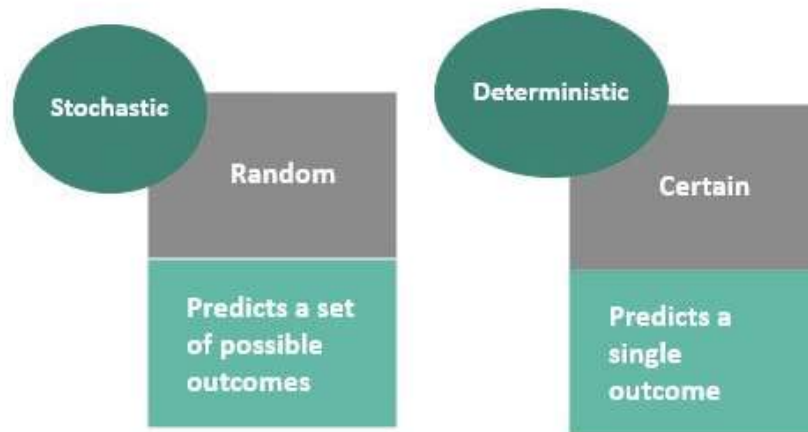 Stochastic
Random
Predicts a set
of possible
outcomes
Deterministic
Certain
Predicts a
single
outcome